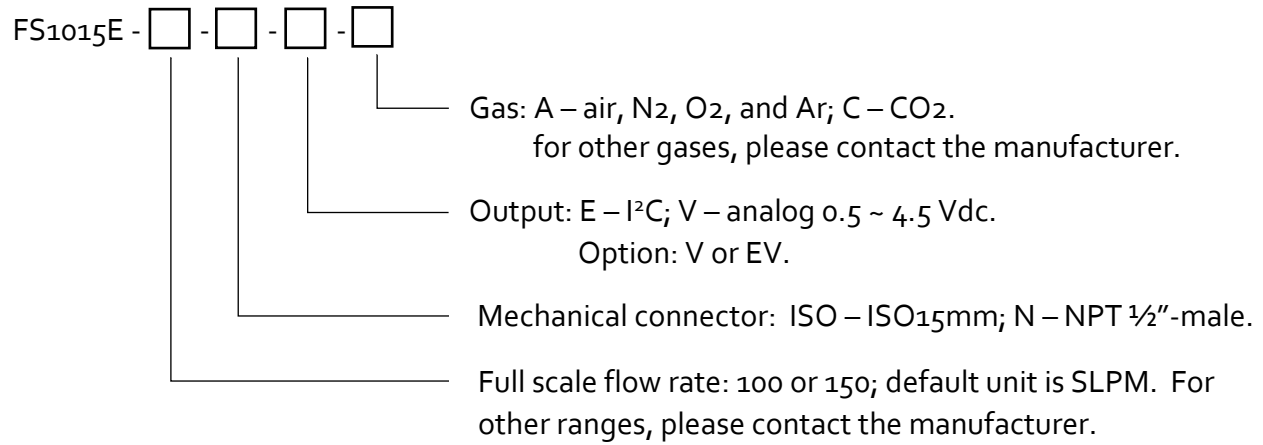 FS1015E - - - -
Gas: A – air, N2, O2, and Ar; C – CO2.
for other gases, please contact the manufacturer.
Output: E – I²C; V – analog 0.5 ~ 4.5 Vdc.
Option: V or EV.
Mechanical connector: ISO – ISO15mm; N – NPT ½”-male.
Full scale flow rate: 100 or 150; default unit is SLPM. For
other ranges, please contact the manufacturer.